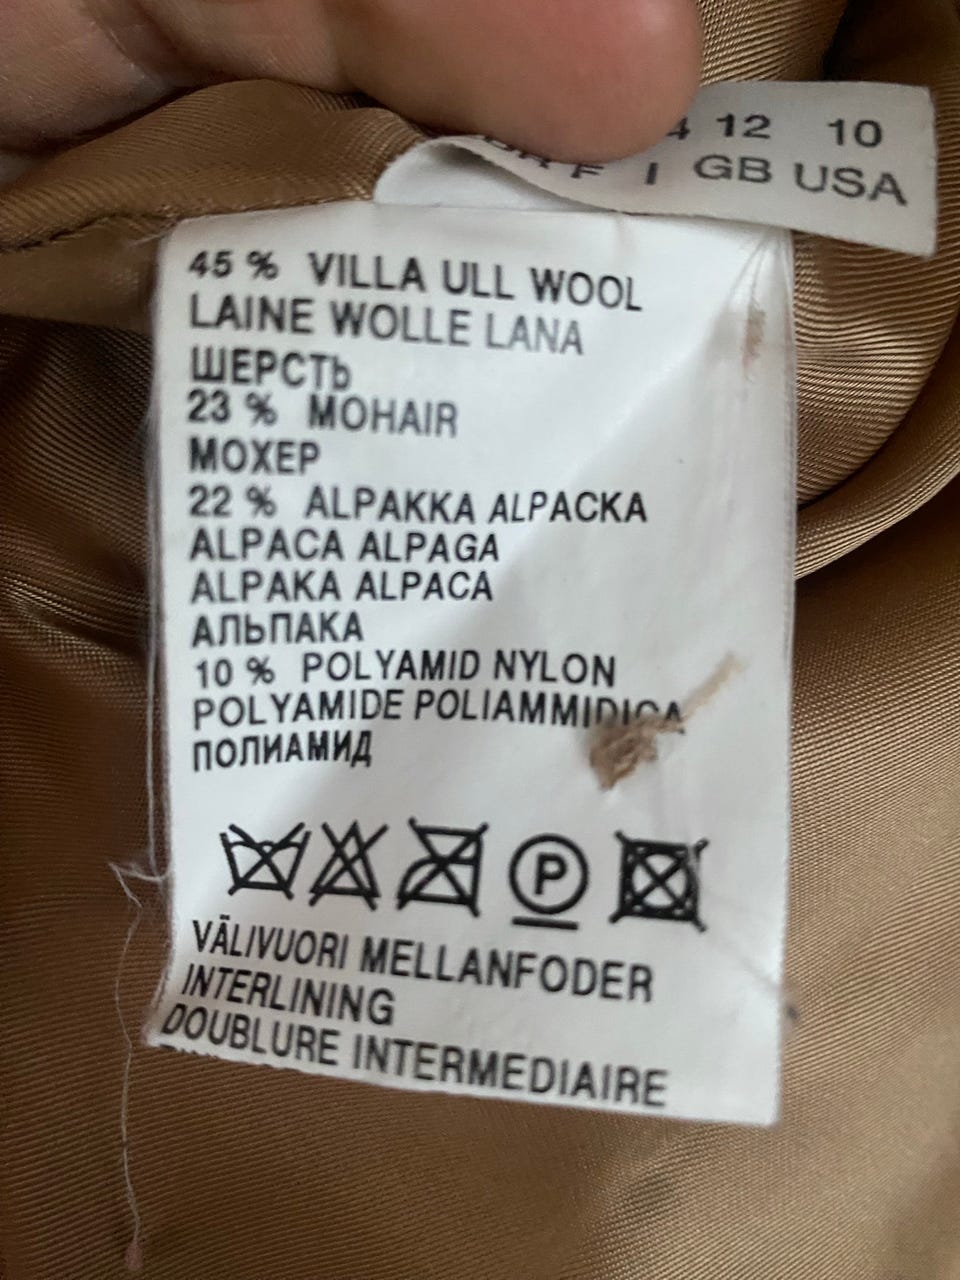 12 10
F I GB USA
45 % VILLA ULL WOOL
LAINE WOLLE LANA
ШЕРСТЬ
23 % MOHAIR
МОХЕР
22 % ALPAKKA ALPACKA
ALPACA ALPAGA
ALPAKA ALPACA
АЛЬПАКА
10 % POLYAMID NYLON
POLYAMIDE POLIAMMIDICA
ПОЛИАМИД
P
VÄLIVUORI MELLANFODER
INTERLINING
DOUBLURE INTERMEDIAIRE